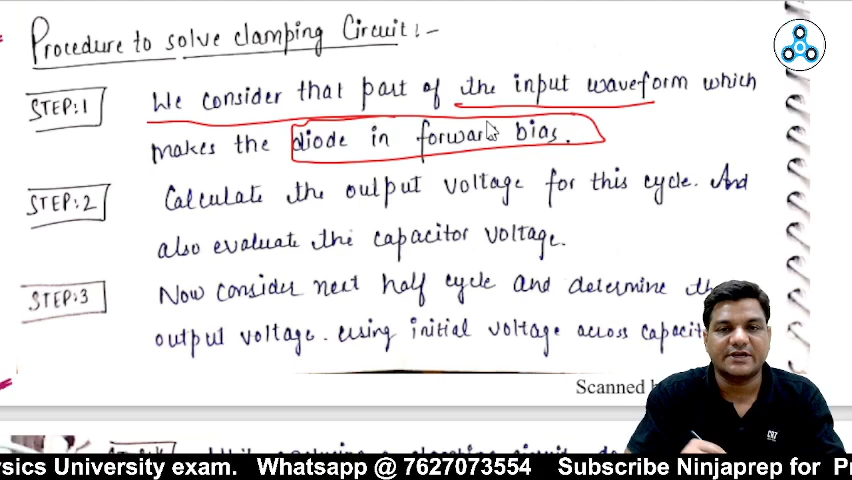 Procedure to solve clamping Circuit :-
STEP:1 We consider that part of the input waveform which
makes the diode in forward bias.
STEP:2 Calculate the output voltage for this cycle. And
also evaluate the capacitor voltage.
STEP:3 Now consider next half cycle and determine the
output voltage. using initial voltage across
Scanned
ysics University exam. Whatsapp @ 7627073554 Subscribe Ninjaprep for Pr